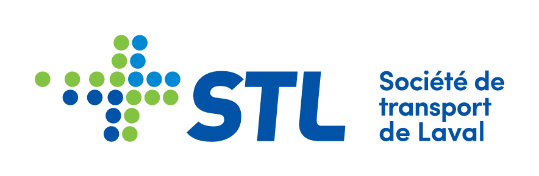 STL
Société de
transport
de Laval